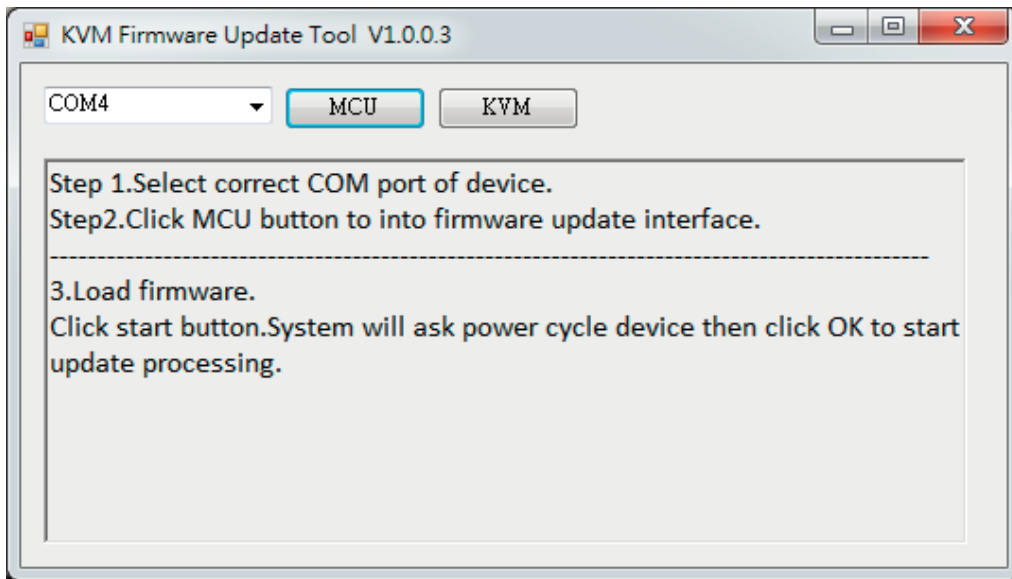 KVM Firmware Update Tool V1.0.0.3
COM4 MCU KVM
Step 1.Select correct COM port of device.
Step2.Click MCU button to into firmware update interface.
--------------------------------------------------------------------------------------------
3.Load firmware.
Click start button.System will ask power cycle device then click OK to start
update processing.